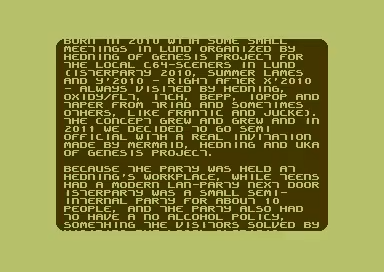 BORN IN 2010 WITH SOME SMALL
MEETINGS IN LUND ORGANIZED BY
HEDNING OF GENESIS PROJECT FOR
THE LOCAL C64-SCENERS IN LUND
(ISTERPARTY 2010, SUMMER LAMES
AND Y'2010 - RIGHT AFTER X'2010
- ALWAYS VISITED BY HEDNING,
OXIDY/FLT, ITCH, BEPP, IOPOP AND
TAPER FROM TRIAD AND SOMETIMES
OTHERS, LIKE FRANTIC AND JUCKE).
THE CONCEPT GREW AND GREW AND IN
2011 WE DECIDED TO GO SEMI
OFFICIAL WITH A REAL INVITATION
MADE BY MERMAID, HEDNING AND UKA
OF GENESIS PROJECT.
BECAUSE THE PARTY WAS HELD AT
HEDNING'S WORKPLACE, WHILE TEENS
HAD A MODERN LAN-PARTY NEXT DOOR
ISTERPARTY WAS A SMALL SEMI-
INTERNAL PARTY FOR ABOUT 10
PEOPLE, AND THE PARTY ALSO HAD
TO HAVE A NO ALCOHOL POLICY,
SOMETHING THE VISITORS SOLVED BY